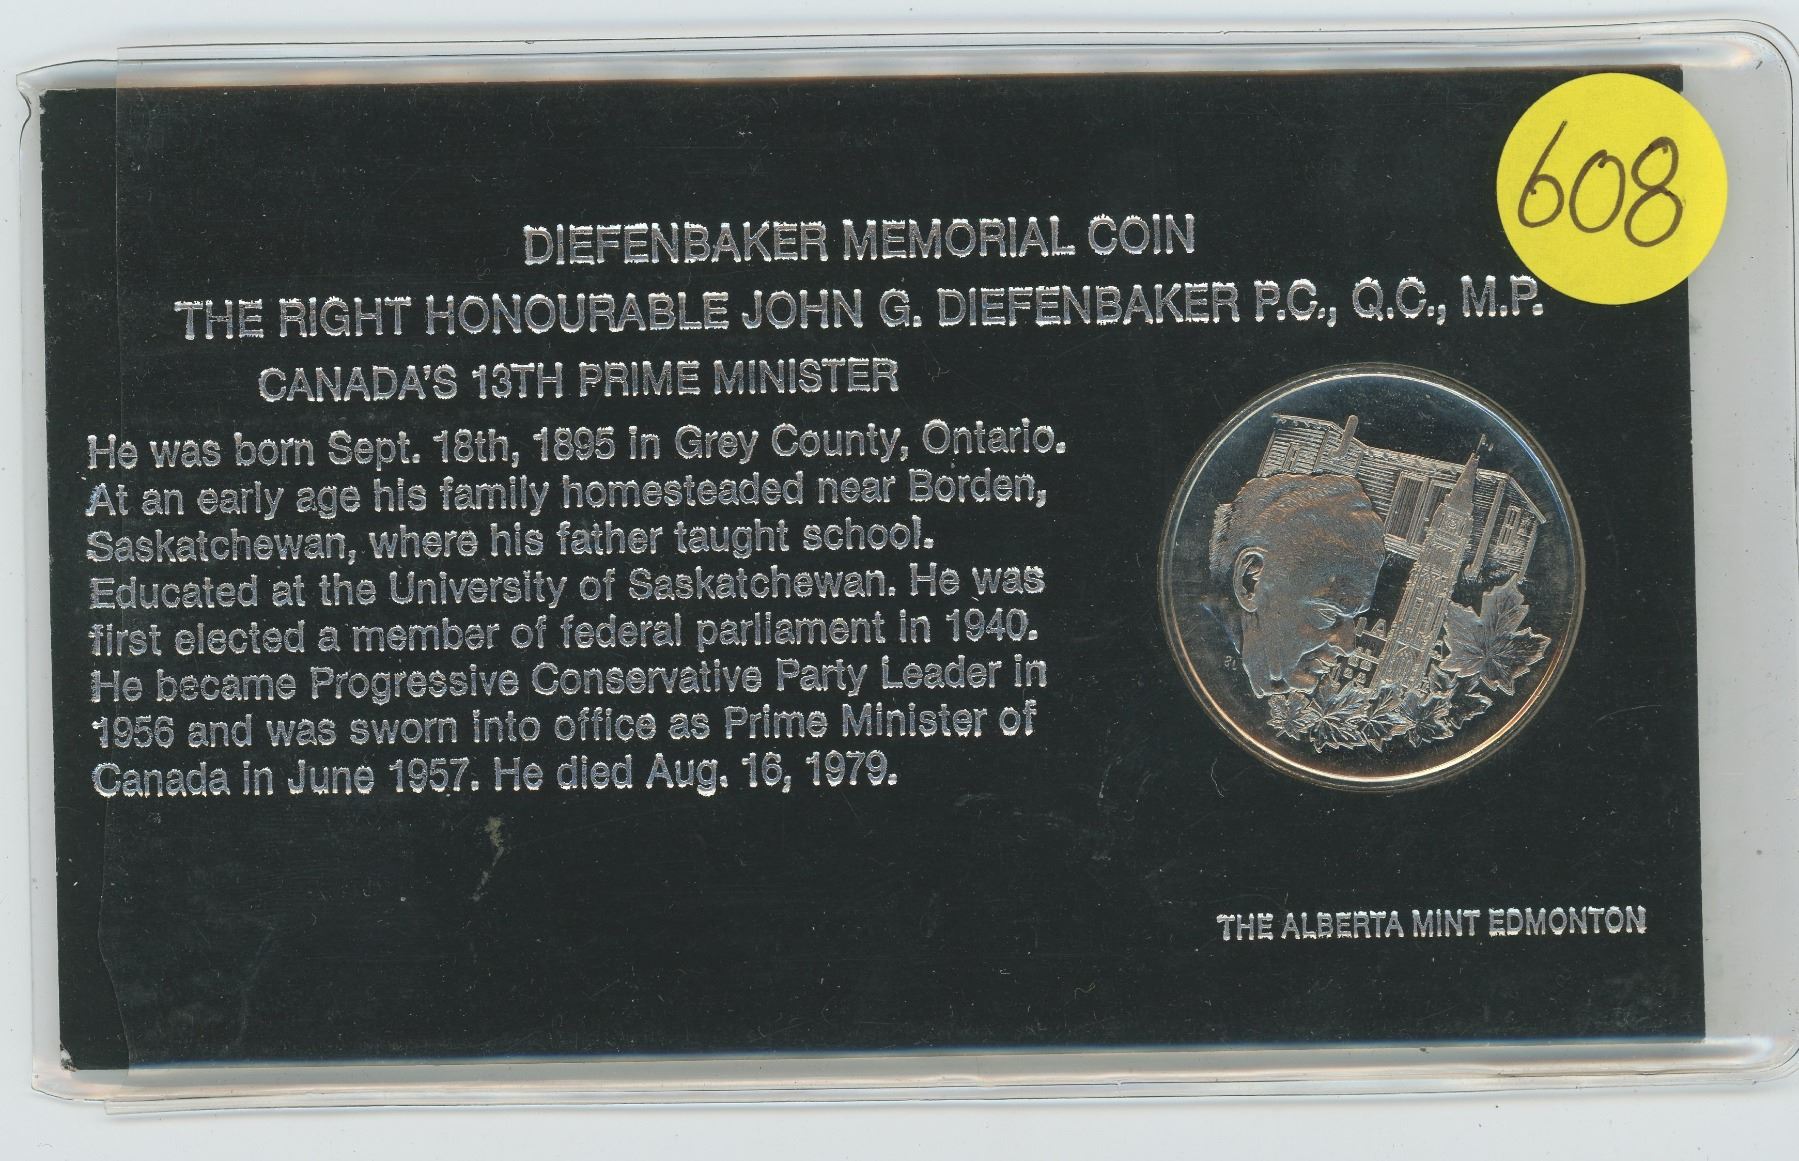 608
DIEFENBAKER MEMORIAL COIN
THE RIGHT HONOURABLE JOHN G. DIEFENBAKER P.C., Q.C., M.P.
CANADA'S 13TH PRIME MINISTER
He was born Sept. 18th, 1895 in Grey County, Ontario.
At an early age his family homesteaded near Borden,
Saskatchewan, where his father taught school.
Educated at the University of Saskatchewan. He was
first elected a member of federal parliament in 1940.
He became Progressive Conservative Party Leader in
1956 and was sworn into office as Prime Minister of
Canada in June 1957. He died Aug. 16, 1979.
THE ALBERTA MINT EDMONTON